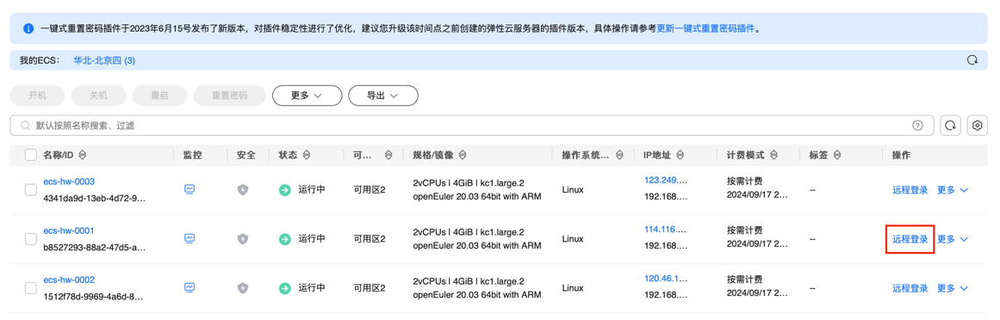 一键式重置密码插件于2023年6月15号发布了新版本，对插件稳定性进行了优化，建议您升级该时间点之前创建的弹性云服务器的插件版本，具体操作请参考更新一键式重置密码插件。
我的ECS： 华北-北京四 (3)
开机 关机 重启 重置密码 更多 导出
默认按照名称搜索、过滤
名称/ID 监控 安全 状态 可... 规格/镜像 操作系统... IP地址 计费模式 标签 操作
ecs-hw-0003 2vCPUs | 4GiB | kc1.large.2 123.249.... 按需计费
运行中 可用区2 Linux -- 远程登录 更多
4341da9d-13eb-4d72-9... openEuler 20.03 64bit with ARM 192.168.... 2024/09/17 2...
ecs-hw-0001 2vCPUs | 4GiB | kc1.large.2 114.116.... 按需计费
运行中 可用区2 Linux -- 远程登录 更多
b8527293-88a2-47d5-a... openEuler 20.03 64bit with ARM 192.168.... 2024/09/17 2...
ecs-hw-0002 2vCPUs | 4GiB | kc1.large.2 120.46.1... 按需计费
运行中 可用区2 Linux -- 远程登录 更多
1512f78d-9969-4a6d-8... openEuler 20.03 64bit with ARM 192.168.... 2024/09/17 2...